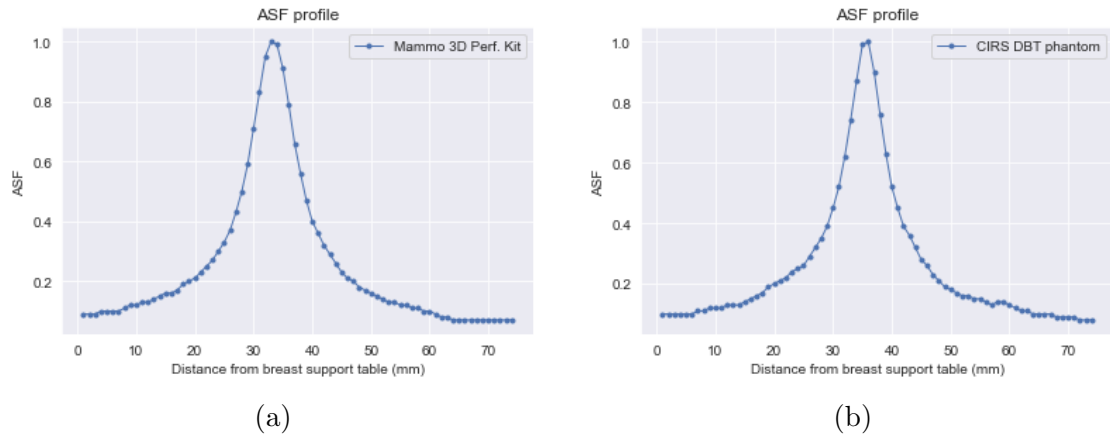 ASF profile
Mammo 3D Perf. Kit
1.0
0.8
0.6
0.4
0.2
ASF
0 10 20 30 40 50 60 70
Distance from breast support table (mm)
(a)
ASF profile
CIRS DBT phantom
1.0
0.8
0.6
0.4
0.2
ASF
0 10 20 30 40 50 60 70
Distance from breast support table (mm)
(b)